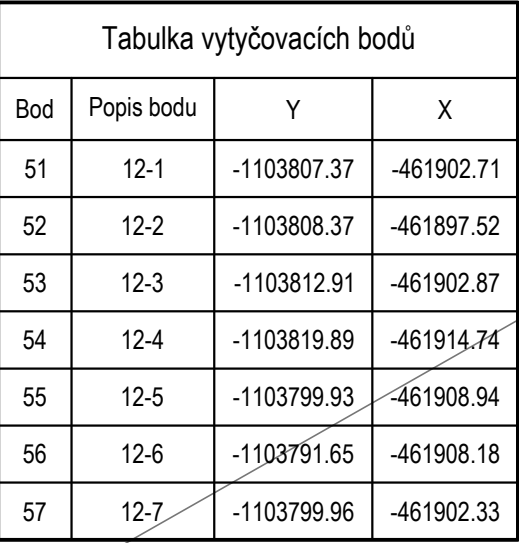 Tabulka vytyčovacích bodů
Bod Popis bodu Y X
51 12-1 -1103807.37 -461902.71
52 12-2 -1103808.37 -461897.52
53 12-3 -1103812.91 -461902.87
54 12-4 -1103819.89 -461914.74
55 12-5 -1103799.93 -461908.94
56 12-6 -1103791.65 -461908.18
57 12-7 -1103799.96 -461902.33